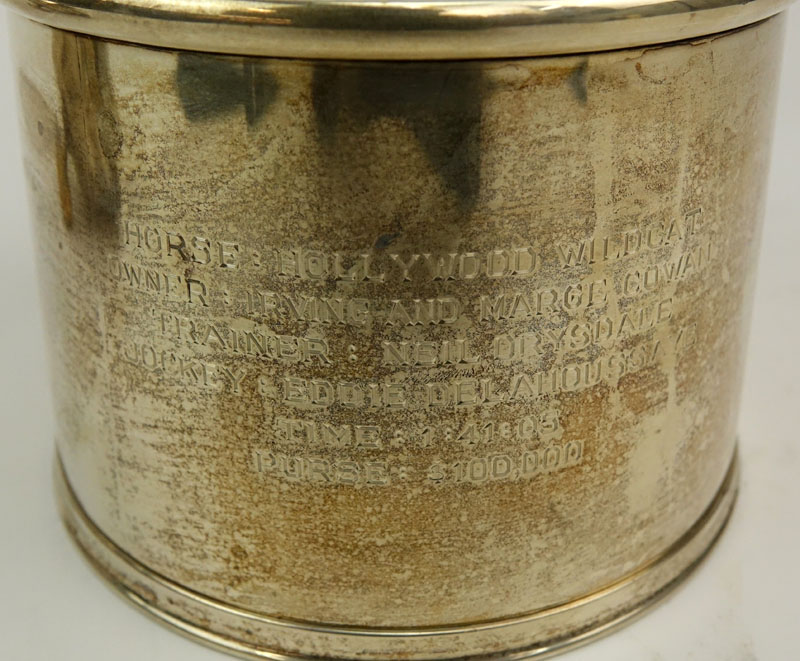 HORSE : HOLLYWOOD WILDCAT
OWNER : IRVING AND MARGE COWAN
TRAINER : NEIL DRYSDALE
JOCKEY : EDDIE DELAHOUSSAYE
TIME : 1:41:05
PURSE : $100,000